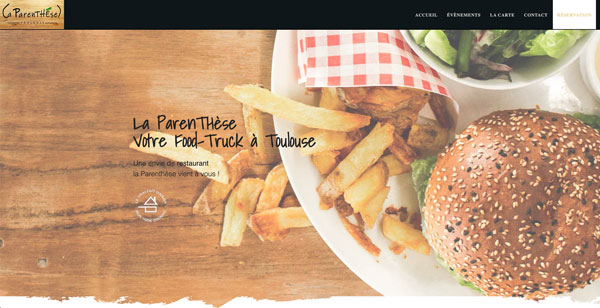 (La ParenTHèse)
ACCUEIL
ÉVÉNEMENTS
LA CARTE
CONTACT
RÉSERVATION
La ParenTHèse
Votre Food-Truck à Toulouse
Une envie de restaurant
la Parenthèse vient à vous !